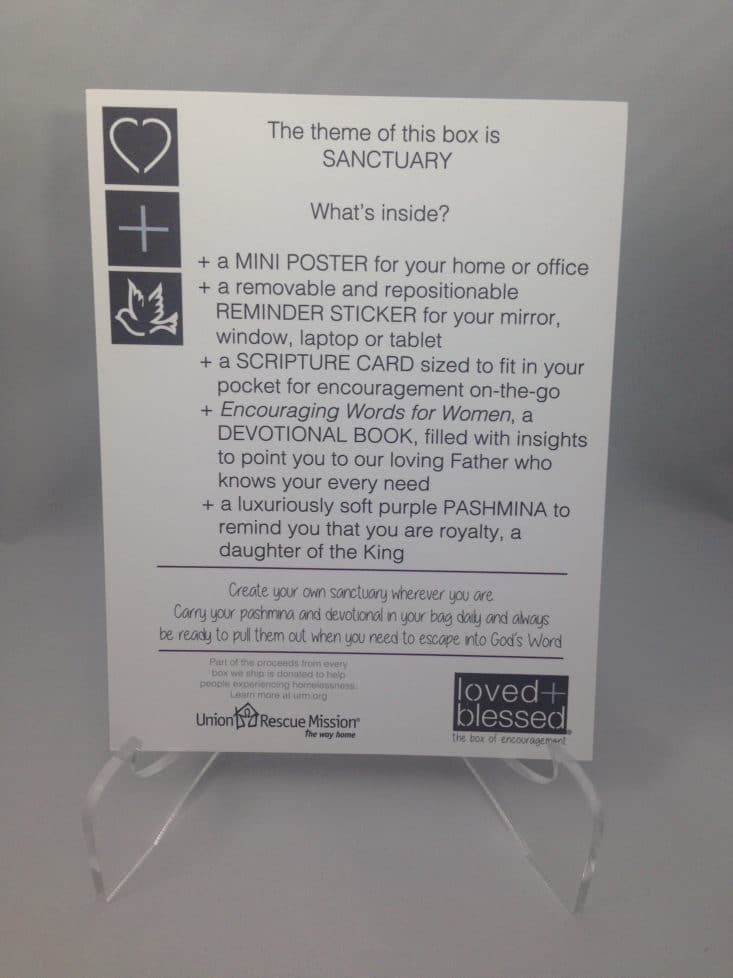 The theme of this box is
SANCTUARY
What's inside?
+ a MINI POSTER for your home or office
+ a removable and repositionable
REMINDER STICKER for your mirror,
window, laptop or tablet
+ a SCRIPTURE CARD sized to fit in your
pocket for encouragement on-the-go
+ Encouraging Words for Women, a
DEVOTIONAL BOOK, filled with insights
to point you to our loving Father who
knows your every need
+ a luxuriously soft purple PASHMINA to
remind you that you are royalty, a
daughter of the King
Create your own sanctuary wherever you are.
Carry your pashmina and devotional in your bag daily and always
be ready to pull them out when you need to escape into God's Word
Part of the proceeds from every
box we ship is donated to help
people experiencing homelessness.
Learn more at urm.org
Union Rescue Mission®
The way home
loved+
blessed®
the box of encouragement